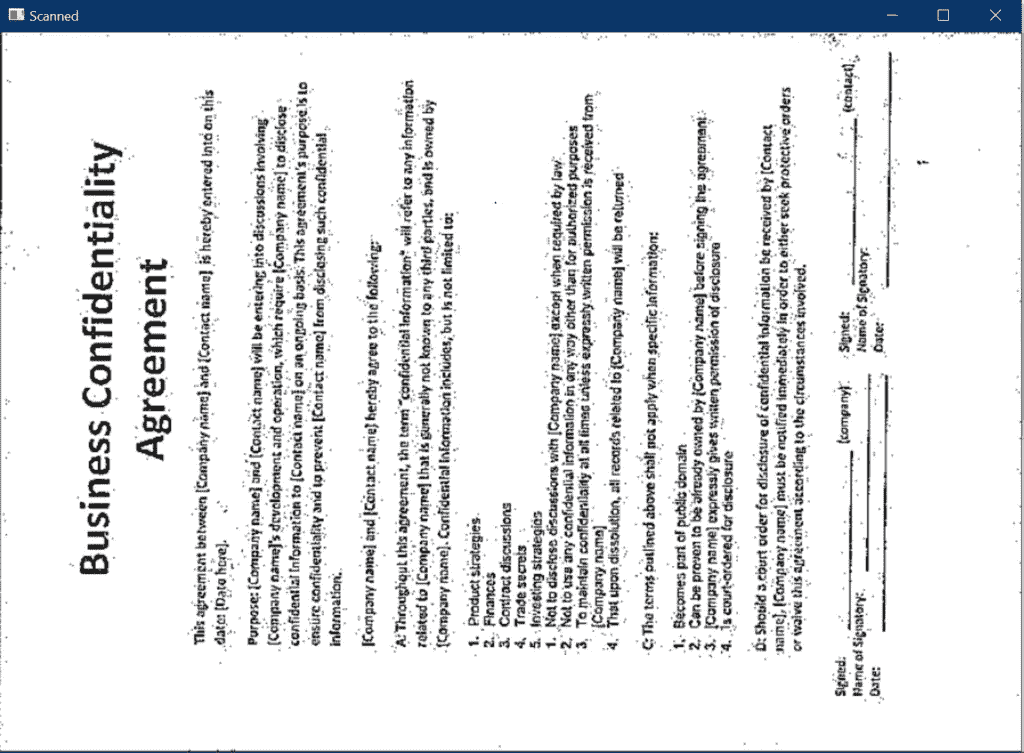 Scanned
Business Confidentiality
Agreement
This agreement between [Company name] and [Contact name] is hereby entered into on this
date: [Date here].
Purpose: [Company name] and [Contact name] will be entering into discussions involving
[Company name]'s development and operation, which require [Company name] to disclose
confidential information to [Contact name] on an ongoing basis. This agreement's purpose is to
ensure confidentiality and to prevent [Contact name] from disclosing such confidential
information.
[Company name] and [Contact name] hereby agree to the following:
A: Throughout this agreement, the term "confidential information" will refer to any information
related to [Company name] that is generally not known to any third parties, and is owned by
[Company name]. Confidential information includes, but is not limited to:
1. Product strategies
2. Finances
3. Contract discussions
4. Trade secrets
5. Investing strategies
1. Not to disclose discussions with [Company name] except when required by law
2. Not to use any confidential information in any way other than for authorized purposes
3. To maintain confidentiality at all times unless expressly written permission is received from
[Company name]
4. That upon dissolution, all records related to [Company name] will be returned
C: The terms outlined above shall not apply when specific information:
1. Becomes part of public domain
2. Can be proven to be already owned by [Company name] before signing the agreement
3. [Company name] expressly gives written permission of disclosure
4. Is court-ordered for disclosure
D: Should a court order for disclosure of confidential information be received by [Contact
name], [Company name] must be notified immediately in order to either seek protective orders
or waive this agreement according to the circumstances involved.
Signed: (company) Signed: (contact)
Name of Signatory: Name of Signatory:
Date: Date:
1